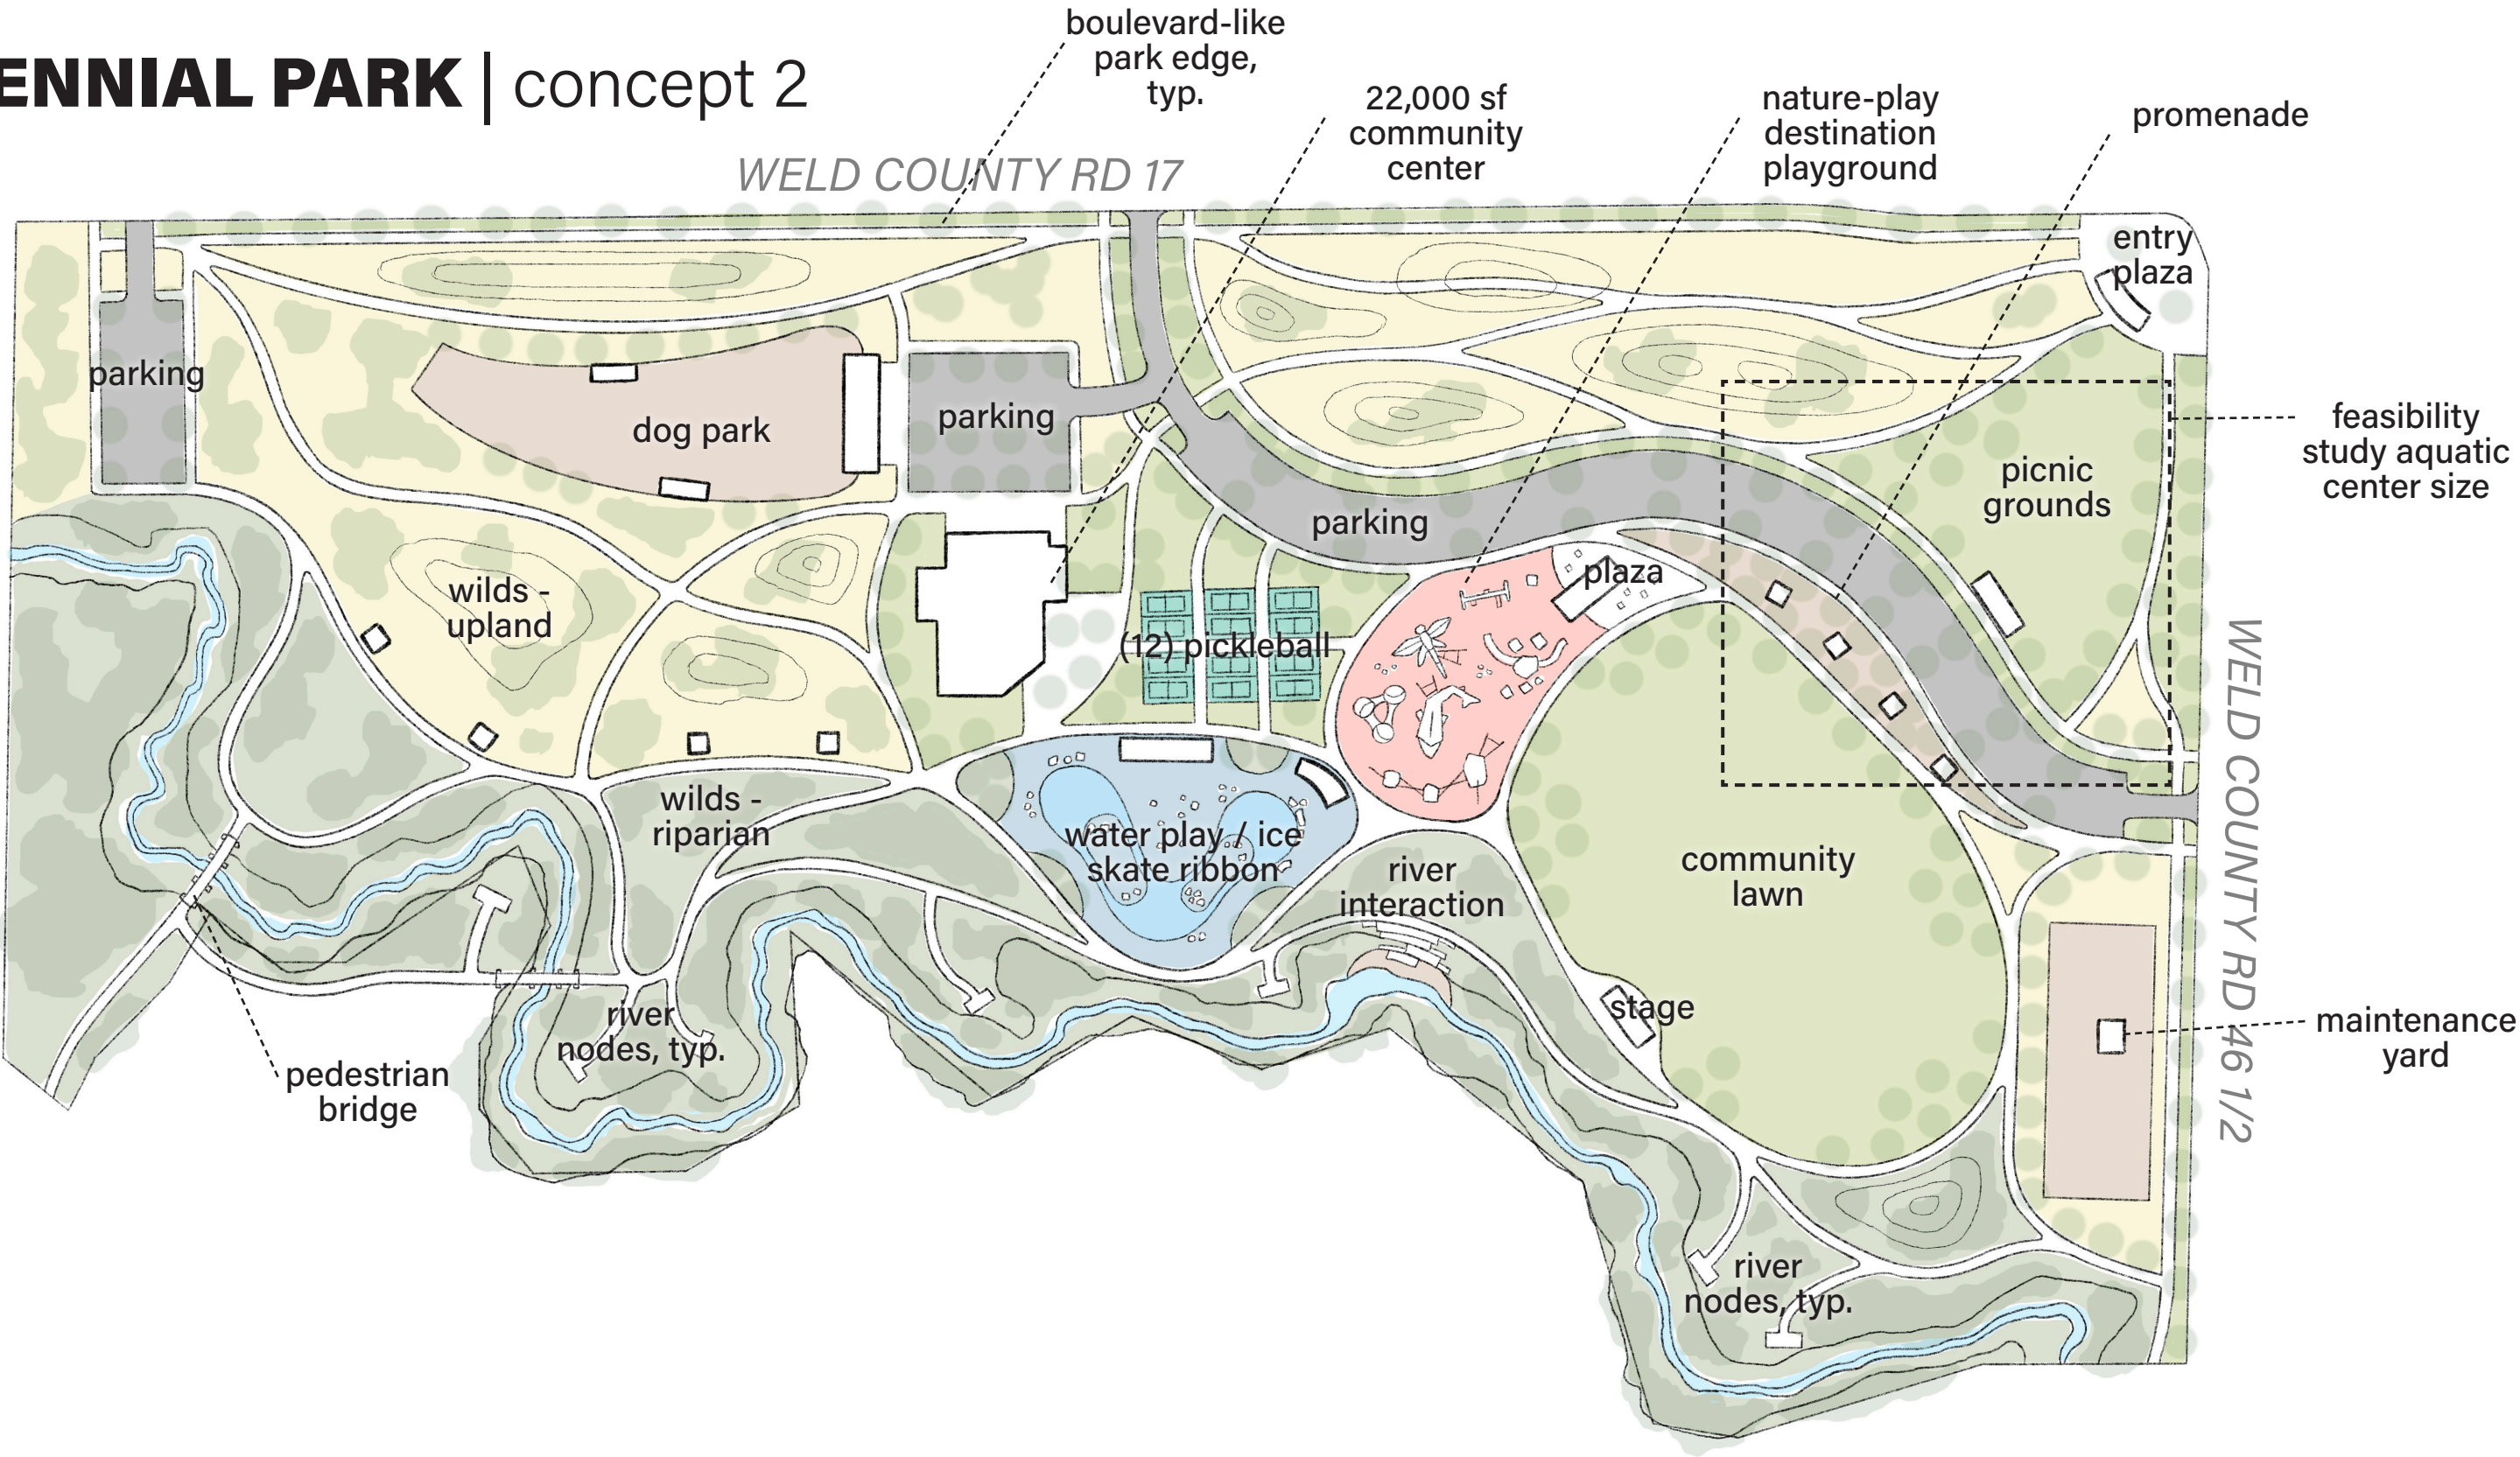 ENNIAL PARK | concept 2
boulevard-like
park edge,
typ.
22,000 sf
community
center
nature-play
destination
playground
promenade
WELD COUNTY RD 17
entry
plaza
parking
dog park
parking
feasibility
study aquatic
center size
picnic
grounds
parking
plaza
wilds -
upland
(12) pickleball
WELD COUNTY RD 46 1/2
wilds -
riparian
water play / ice
skate ribbon
river
interaction
community
lawn
stage
river
nodes, typ.
maintenance
yard
pedestrian
bridge
river
nodes, typ.